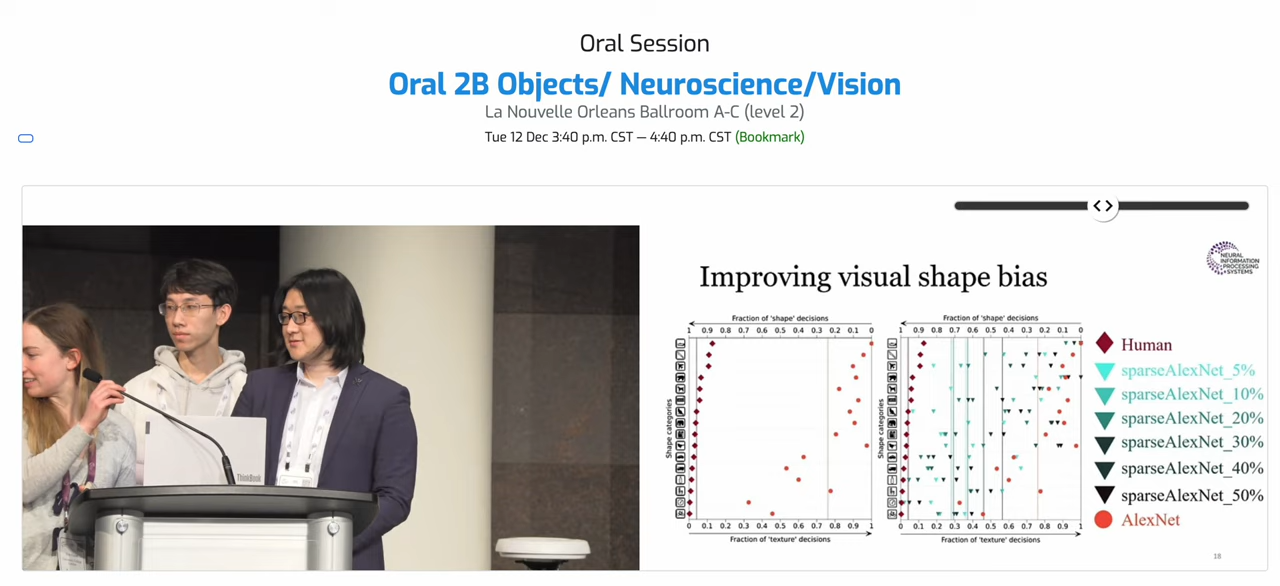 Oral Session
Oral 2B Objects/ Neuroscience/Vision
La Nouvelle Orleans Ballroom A-C (level 2)
Tue 12 Dec 3:40 p.m. CST — 4:40 p.m. CST (Bookmark)
NEURAL
INFORMATION
PROCESSING
SYSTEMS
Improving visual shape bias
Fraction of 'shape' decisions
1 0.9 0.8 0.7 0.6 0.5 0.4 0.3 0.2 0.1 0
Shape categories
0 0.1 0.2 0.3 0.4 0.5 0.6 0.7 0.8 0.9 1
Fraction of 'texture' decisions
Fraction of 'shape' decisions
1 0.9 0.8 0.7 0.6 0.5 0.4 0.3 0.2 0.1 0
Shape categories
0 0.1 0.2 0.3 0.4 0.5 0.6 0.7 0.8 0.9 1
Fraction of 'texture' decisions
Human
sparseAlexNet_5%
sparseAlexNet_10%
sparseAlexNet_20%
sparseAlexNet_30%
sparseAlexNet_40%
sparseAlexNet_50%
AlexNet
ThinkBook
18